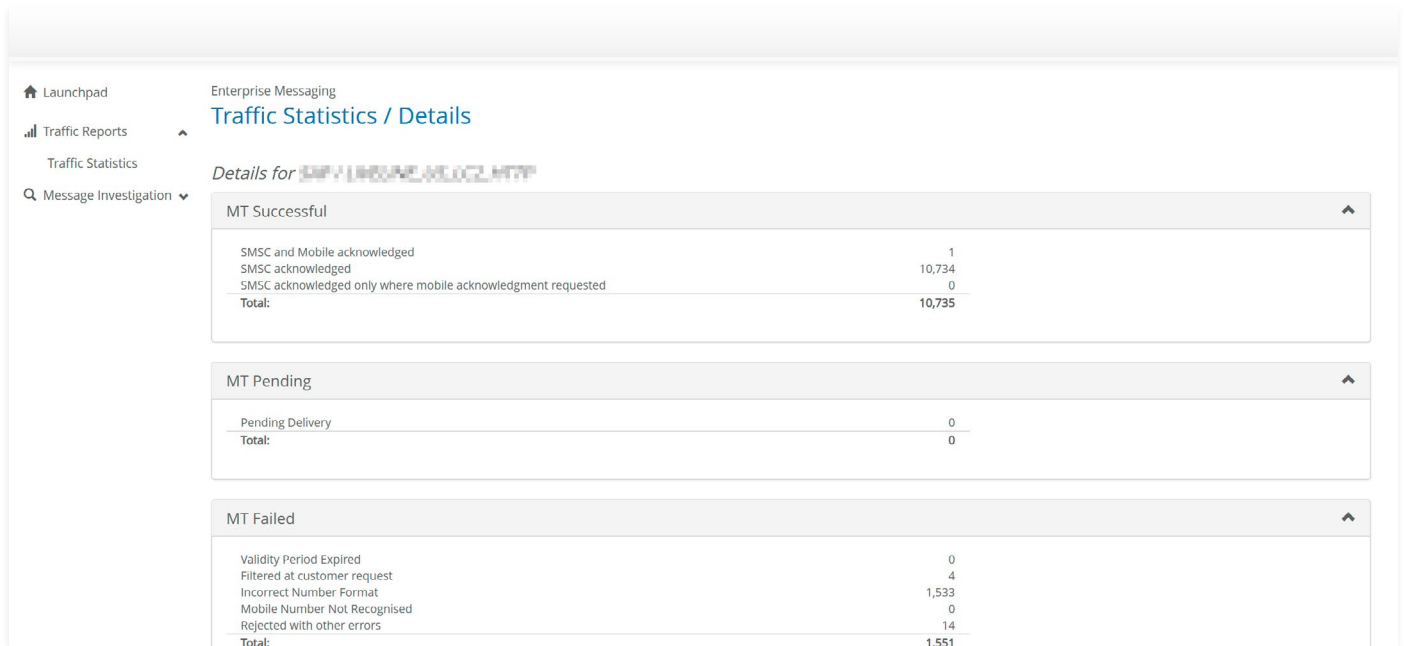 Launchpad
Traffic Reports
Traffic Statistics
Message Investigation
Enterprise Messaging
Traffic Statistics / Details
Details for
MT Successful
SMSC and Mobile acknowledged 1
SMSC acknowledged 10,734
SMSC acknowledged only where mobile acknowledgment requested 0
Total: 10,735
MT Pending
Pending Delivery 0
Total: 0
MT Failed
Validity Period Expired 0
Filtered at customer request 4
Incorrect Number Format 1,533
Mobile Number Not Recognised 0
Rejected with other errors 14
Total: 1,551